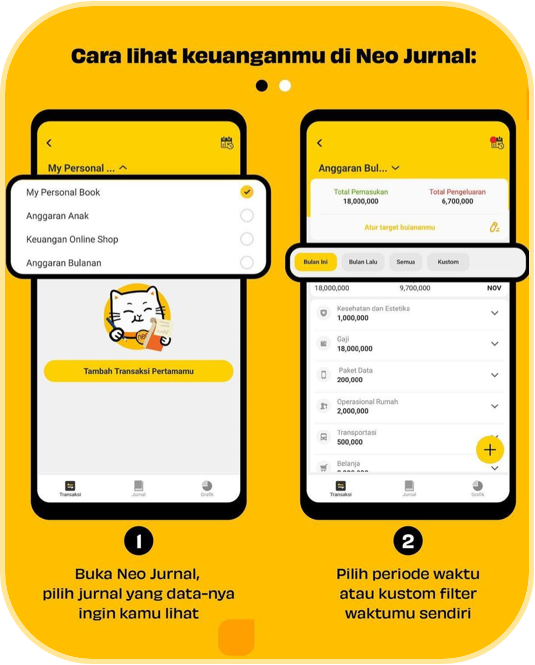 Cara lihat keuanganmu di Neo Jurnal:
My Personal ...
My Personal Book
Anggaran Anak
Keuangan Online Shop
Anggaran Bulanan
Tambah Transaksi Pertamamu
Transaksi
Jurnal
Grafik
1
Buka Neo Jurnal,
pilih jurnal yang data-nya
ingin kamu lihat
Anggaran Bul...
Total Pemasukan Total Pengeluaran
18,000,000 6,700,000
Atur target bulananmu
Bulan Ini Bulan Lalu Semua Kustom
18,000,000 9,700,000 NOV
Kesehatan dan Estetika
1,000,000
Gaji
18,000,000
Paket Data
200,000
Operasional Rumah
2,000,000
Transportasi
500,000
Belanja
Transaksi
Jurnal
Grafik
2
Pilih periode waktu
atau kustom filter
waktumu sendiri